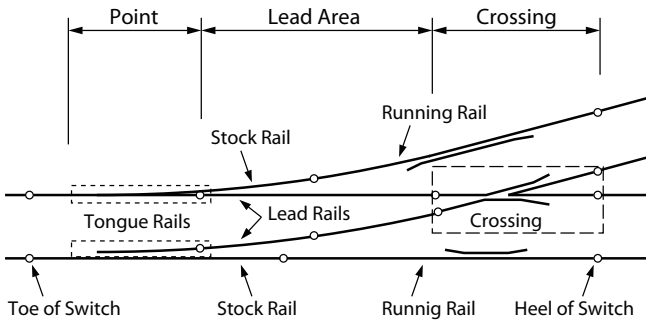 Point
Lead Area
Crossing
Running Rail
Stock Rail
Tongue Rails
Lead Rails
Crossing
Toe of Switch
Stock Rail
Runnig Rail
Heel of Switch